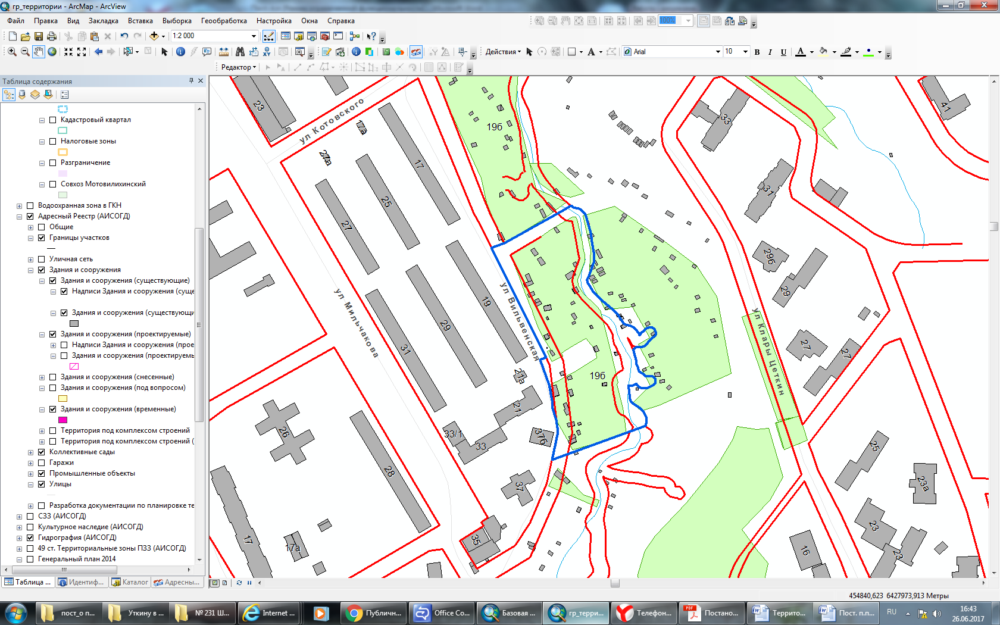 гр_территории - ArcMap - ArcView
Файл Правка Вид Закладка Вставка Выборка Геообработка Настройка Окна Справка
100%
1:2 000
Действия Arial 10 B I U A
Редактор
Таблица содержания
Кадастровый квартал
Налоговые зоны
Разграничение
Совхоз Мотовилихинский
Водоохранная зона в ГКН
Адресный Реестр (АИСОГД)
Общие
Границы участков
Уличная сеть
Здания и сооружения
Здания и сооружения (существующие)
Надписи Здания и сооружения (суще
Здания и сооружения (существующи
Здания и сооружения (проектируемые)
Надписи Здания и сооружения (прое
Здания и сооружения (проектируемь
Здания и сооружения (снесенные)
Здания и сооружения (под вопросом)
Здания и сооружения (временные)
Территория под комплексом строений
Территория под комплексом строений (
Коллективные сады
Гаражи
Промышленные объекты
Улицы
Разработка документации по планировке те
СЗЗ (АИСОГД)
Культурное наследие (АИСОГД)
Гидрография (АИСОГД)
49 ст. Территориальные зоны ПЗЗ (АИСОГД)
Генеральный план 2014
Таблица ... Идентиф... Каталог Адресны...
23
ул Котовского
17а
27а
17
25
27
19
29
31
ул Мильчакова
ул Вильвенская
21а
21
33/1
33
37б
37
26
28
35
17
17а
19б
19б
33
41
31
29б
29
27
27
ул Клары Цеткин
25
23а
23
23
16
454840,623 6427973,913 Метры
пост_о п... Уткину в ... № 231 Ш... Internet ... Публичн... Office Co... Базовая ... гр_терри... Телефон... Постано... Террито... Пост. п.п... RU
16:43
26.06.2017